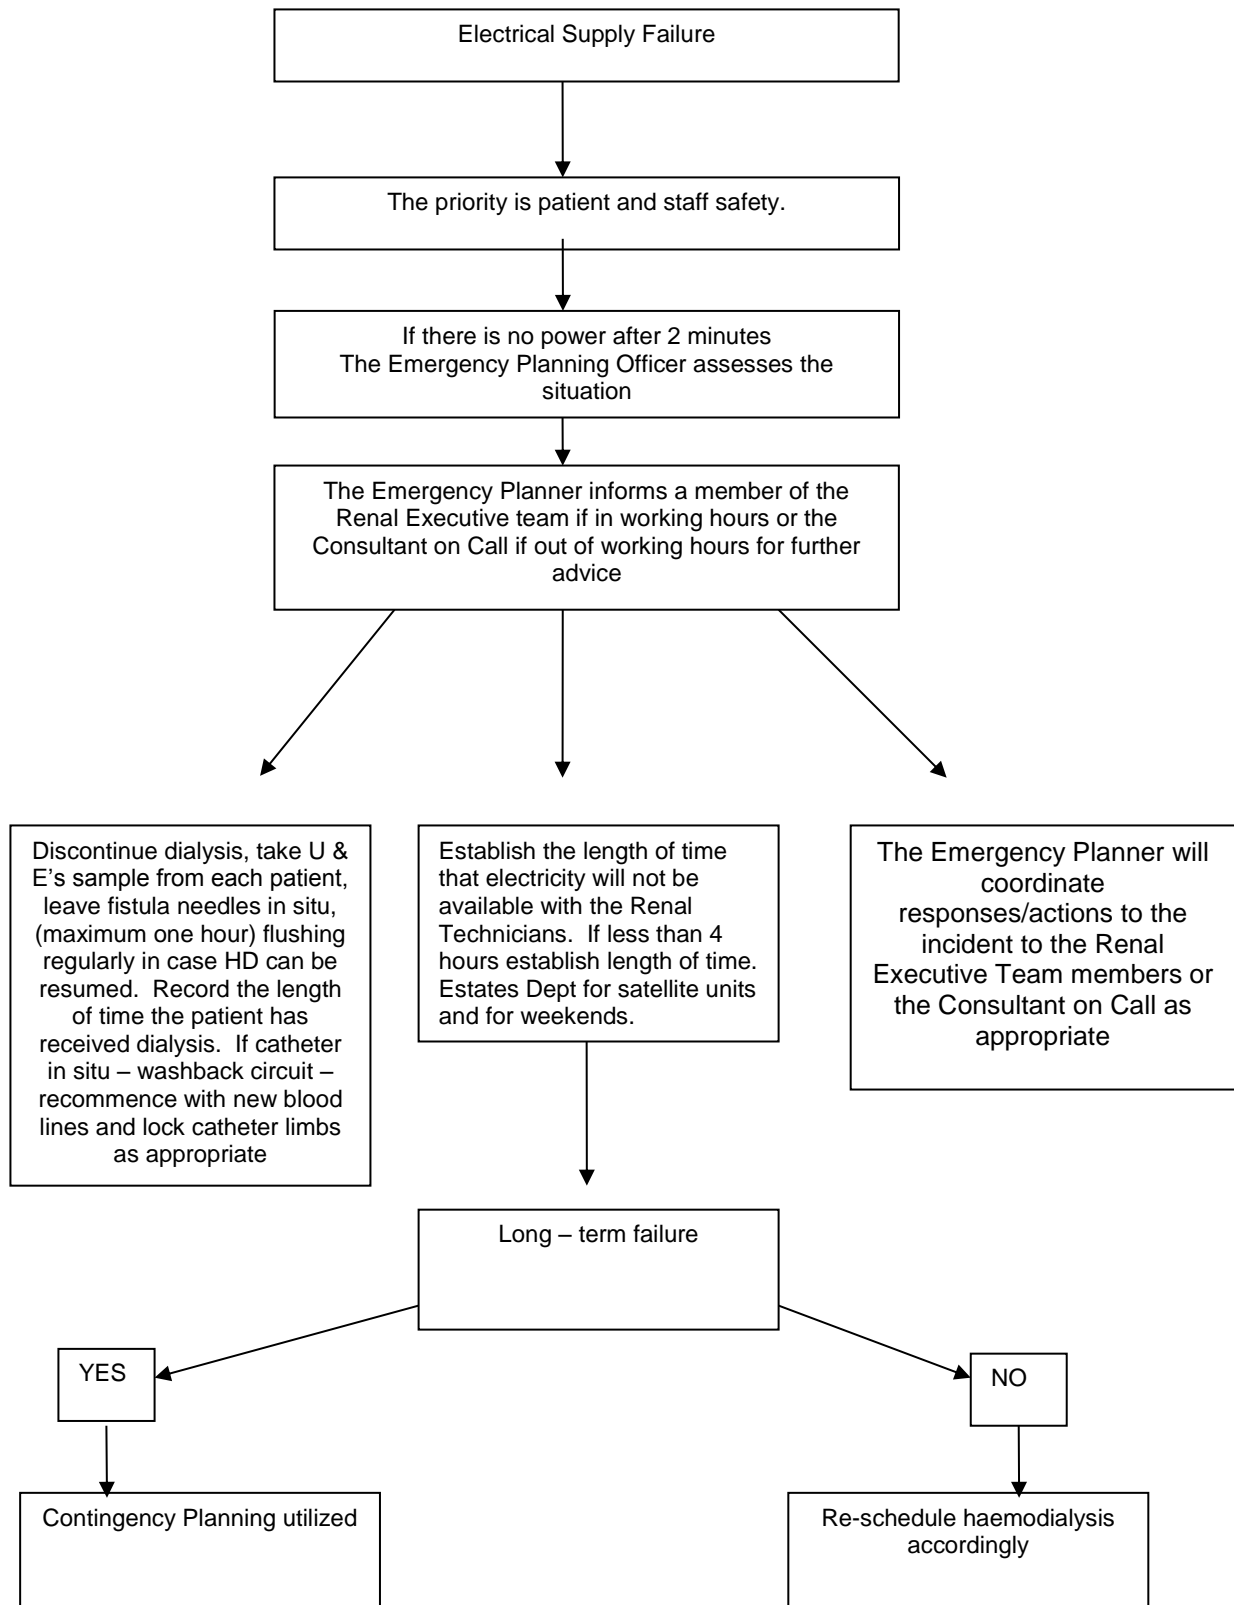 Electrical Supply Failure
The priority is patient and staff safety.
If there is no power after 2 minutes
The Emergency Planning Officer assesses the
situation
The Emergency Planner informs a member of the
Renal Executive team if in working hours or the
Consultant on Call if out of working hours for further
advice
Discontinue dialysis, take U &
E’s sample from each patient,
leave fistula needles in situ,
(maximum one hour) flushing
regularly in case HD can be
resumed.  Record the length
of time the patient has
received dialysis.  If catheter
in situ – washback circuit –
recommence with new blood
lines and lock catheter limbs
as appropriate
Establish the length of time
that electricity will not be
available with the Renal
Technicians.  If less than 4
hours establish length of time.
Estates Dept for satellite units
and for weekends.
The Emergency Planner will
coordinate
responses/actions to the
incident to the Renal
Executive Team members or
the Consultant on Call as
appropriate
Long – term failure
YES
NO
Contingency Planning utilized
Re-schedule haemodialysis
accordingly